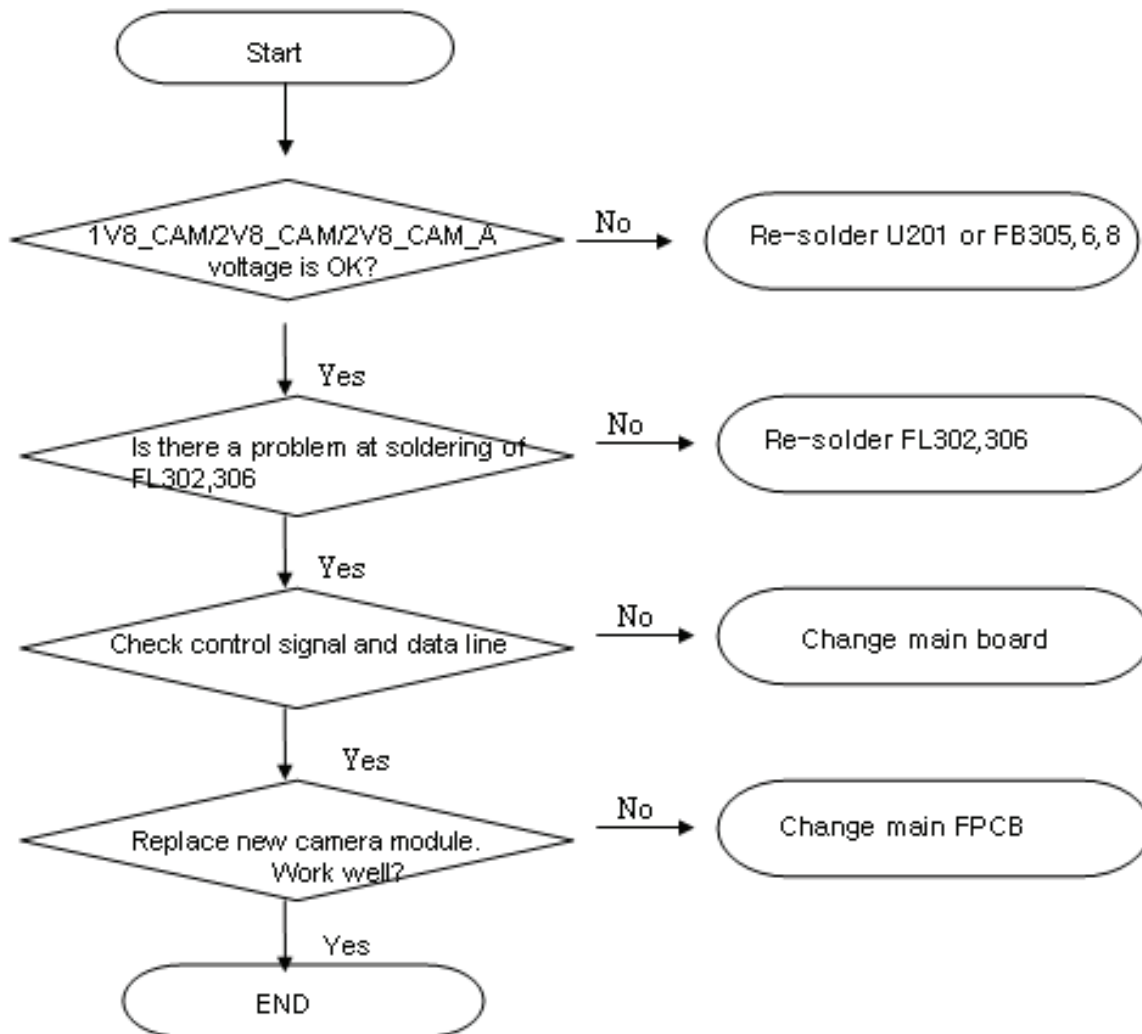 Start
1V8_CAM/2V8_CAM/2V8_CAM_A
voltage is OK?
No
Re-solder U201 or FB305,6,8
Yes
Is there a problem at soldering of
FL302,306
No
Re-solder FL302,306
Yes
Check control signal and data line
No
Change main board
Yes
Replace new camera module.
Work well?
No
Change main FPCB
Yes
END